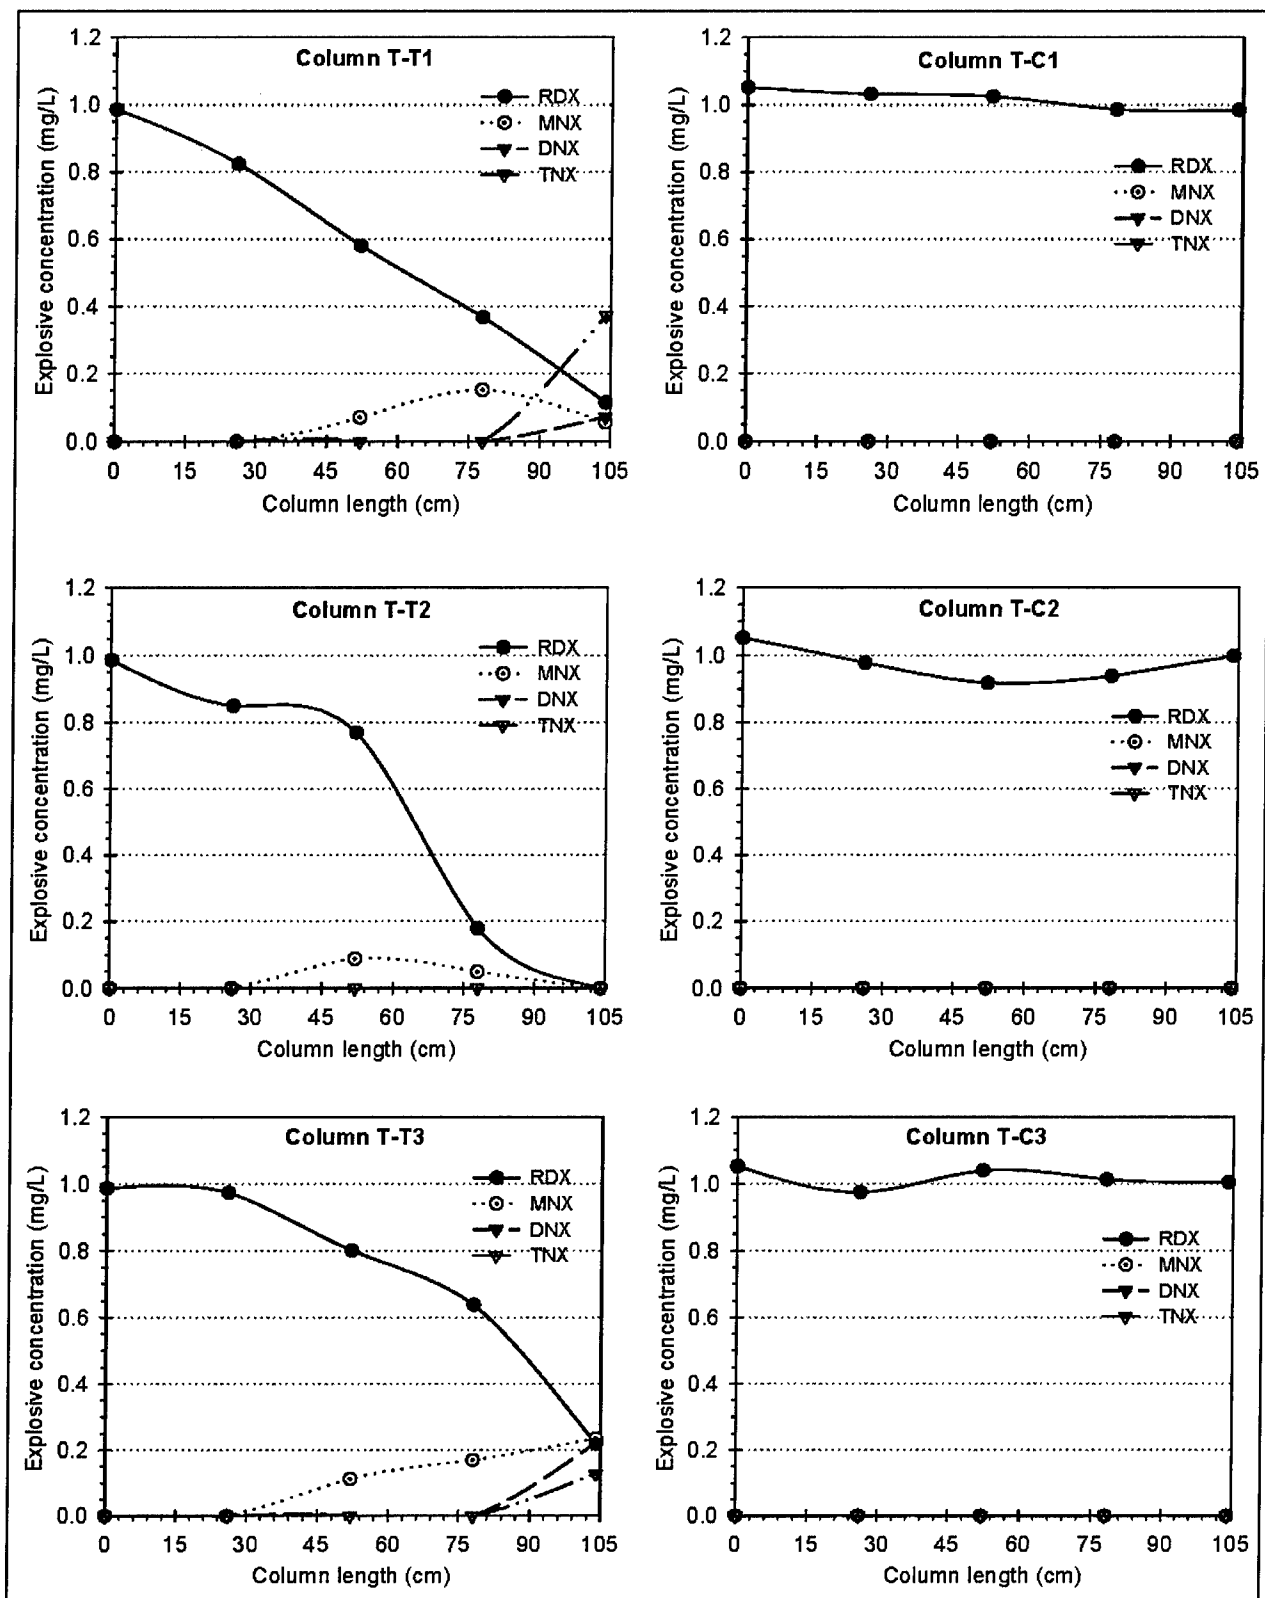 Column T-T1
Explosive concentration (mg/L)
1.2
1.0
0.8
0.6
0.4
0.2
0.0
RDX
MNX
DNX
TNX
0 15 30 45 60 75 90 105
Column length (cm)
Column T-C1
Explosive concentration (mg/L)
1.2
1.0
0.8
0.6
0.4
0.2
0.0
RDX
MNX
DNX
TNX
0 15 30 45 60 75 90 105
Column length (cm)
Column T-T2
Explosive concentration (mg/L)
1.2
1.0
0.8
0.6
0.4
0.2
0.0
RDX
MNX
DNX
TNX
0 15 30 45 60 75 90 105
Column length (cm)
Column T-C2
Explosive concentration (mg/L)
1.2
1.0
0.8
0.6
0.4
0.2
0.0
RDX
MNX
DNX
TNX
0 15 30 45 60 75 90 105
Column length (cm)
Column T-T3
Explosive concentration (mg/L)
1.2
1.0
0.8
0.6
0.4
0.2
0.0
RDX
MNX
DNX
TNX
0 15 30 45 60 75 90 105
Column length (cm)
Column T-C3
Explosive concentration (mg/L)
1.2
1.0
0.8
0.6
0.4
0.2
0.0
RDX
MNX
DNX
TNX
0 15 30 45 60 75 90 105
Column length (cm)